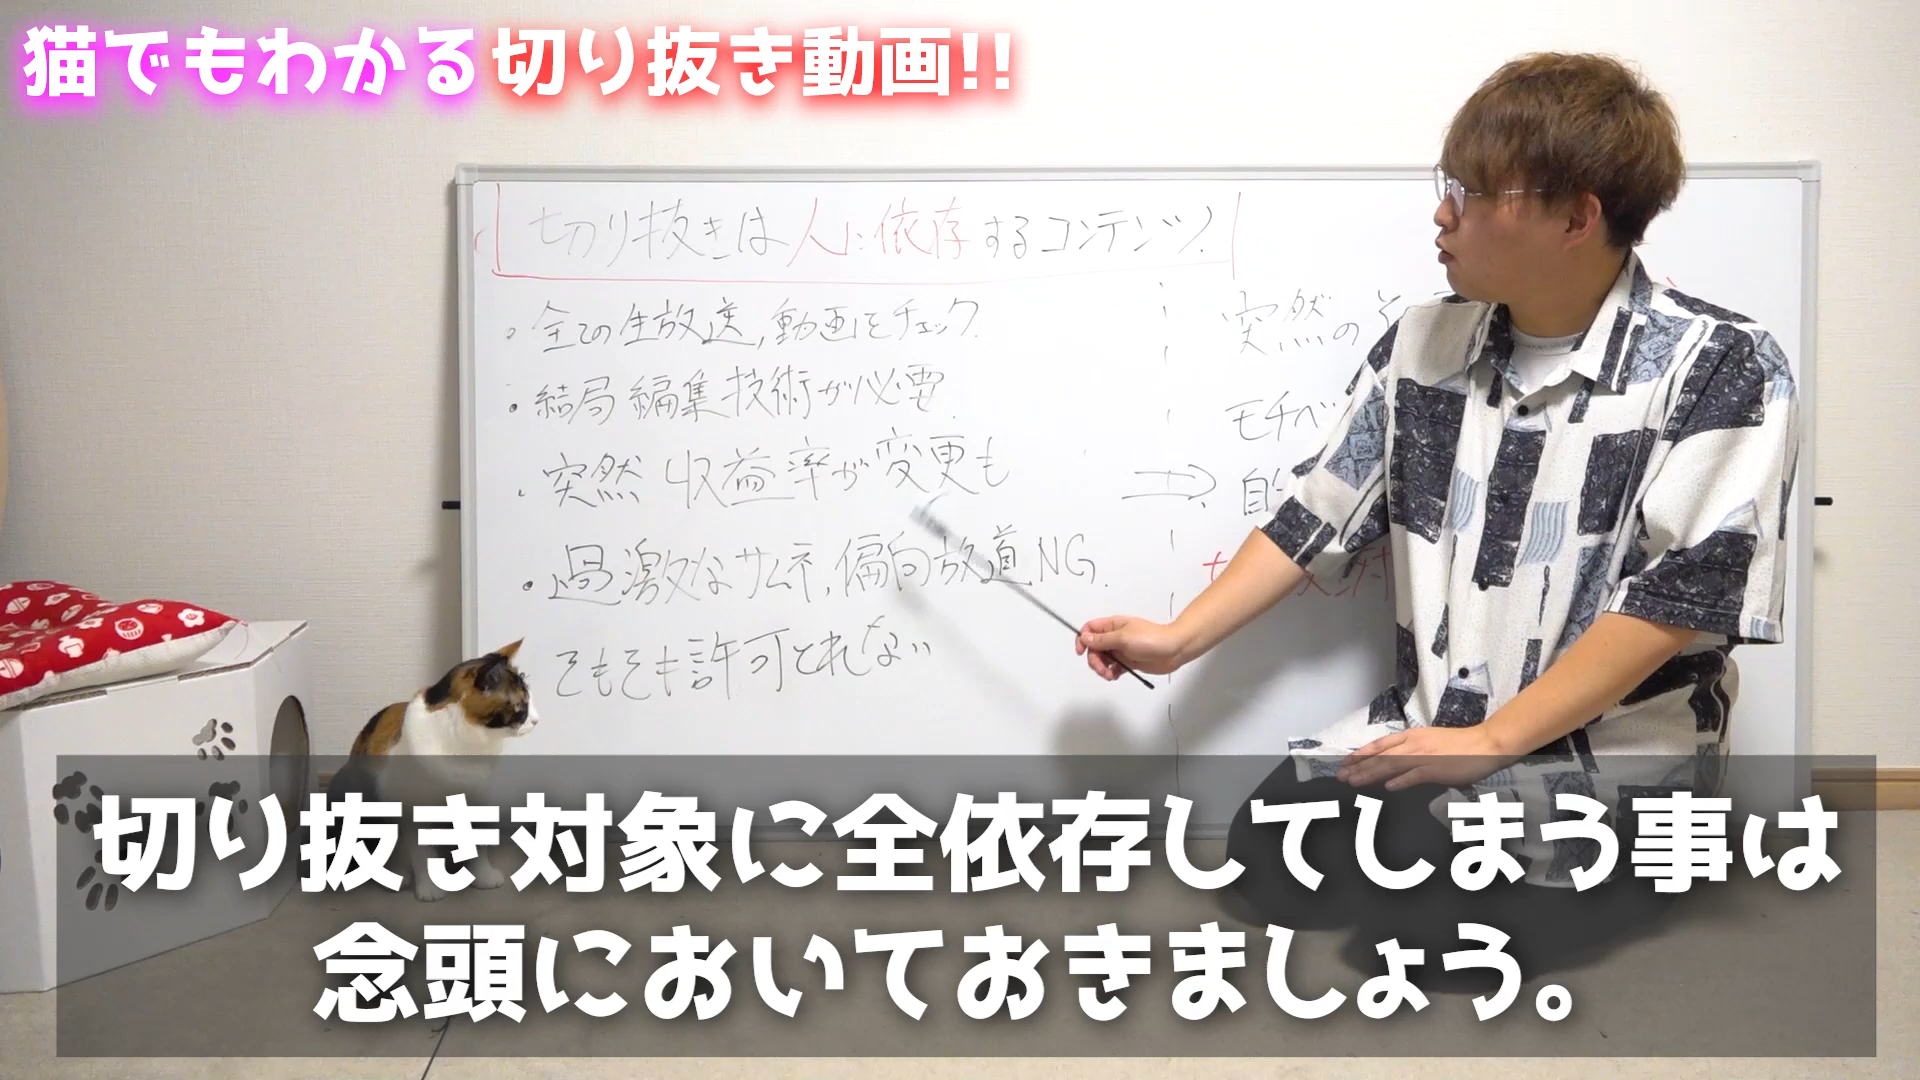 猫でもわかる切り抜き動画!!
切り抜きは人に依存するコンテンツ!
・全ての生放送,動画をチェック.
・結局 編集技術が必要.
・突然 収益率が変更も
・過激なサムネ,偏向放道NG.
そもそも許可とれない
突然の
モチベ
切り抜き対象に全依存してしまう事は
念頭においておきましょう。